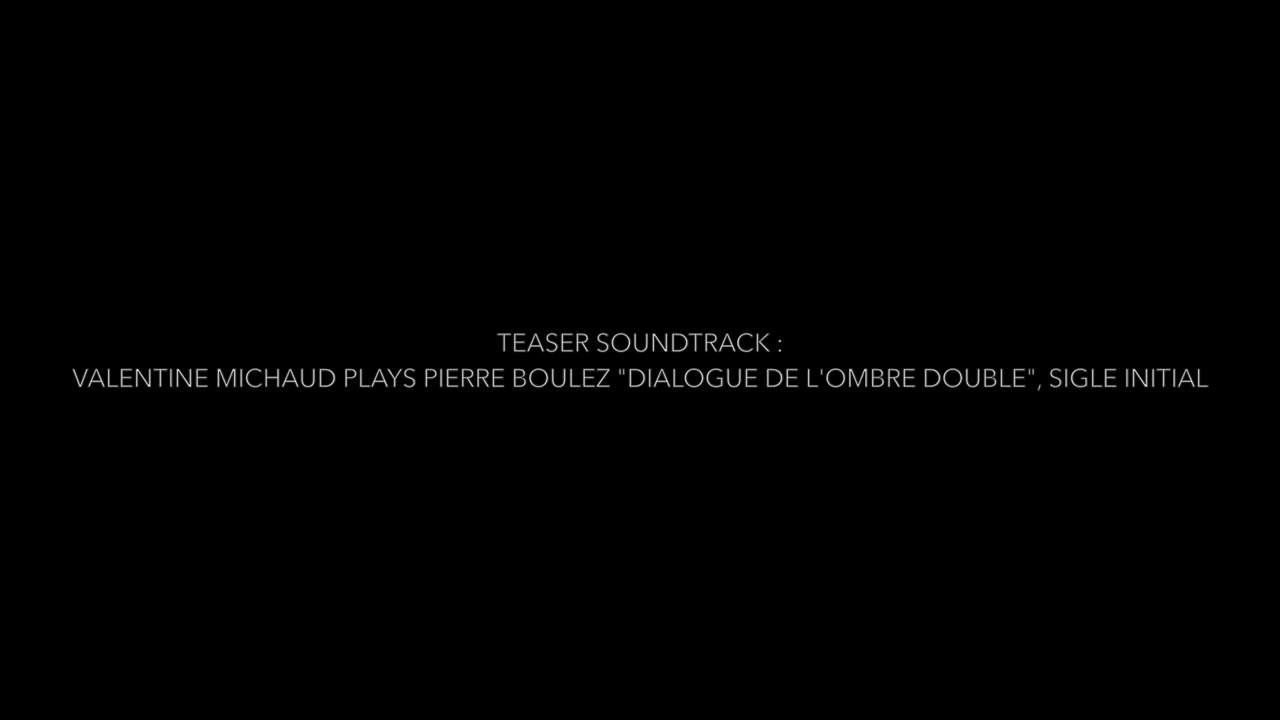 TEASER SOUNDTRACK :
VALENTINE MICHAUD PLAYS PIERRE BOULEZ "DIALOGUE DE L'OMBRE DOUBLE", SIGLE INITIAL